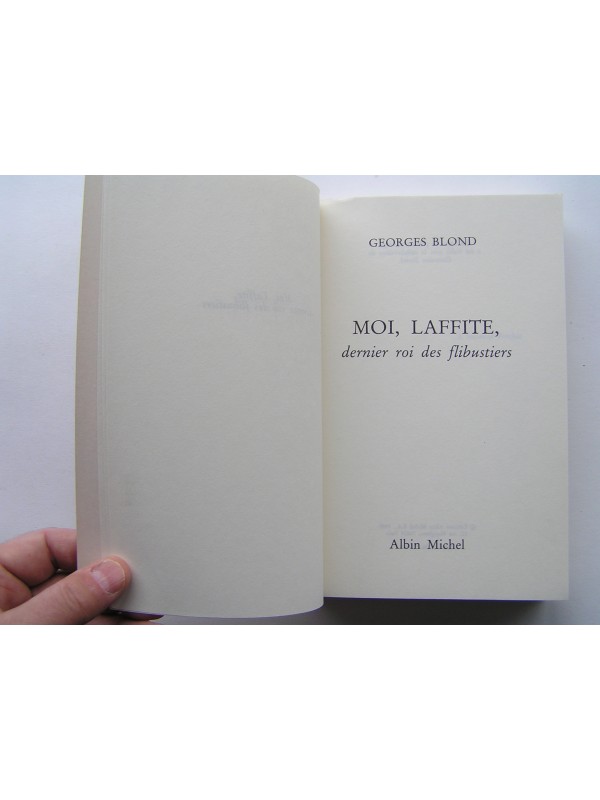 GEORGES BLOND
MOI, LAFFITE,
dernier roi des flibustiers
Albin Michel